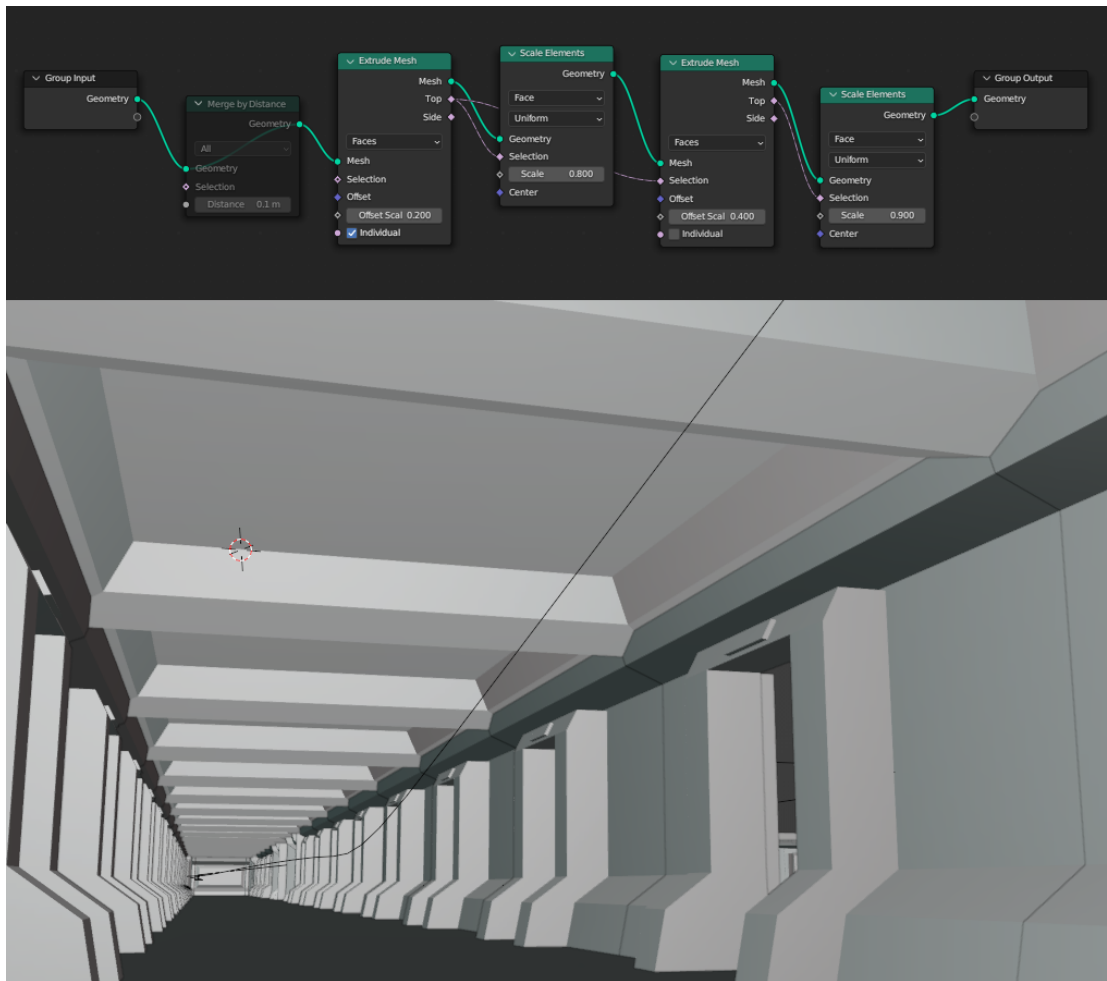 Group Input
Geometry
Merge by Distance
Geometry
All
Geometry
Selection
Distance 0.1 m
Extrude Mesh
Mesh
Top
Side
Faces
Mesh
Selection
Offset
Offset Scal 0.200
Individual
Scale Elements
Geometry
Face
Uniform
Geometry
Selection
Scale 0.800
Center
Extrude Mesh
Mesh
Top
Side
Faces
Mesh
Selection
Offset
Offset Scal 0.400
Individual
Scale Elements
Geometry
Face
Uniform
Geometry
Selection
Scale 0.900
Center
Group Output
Geometry